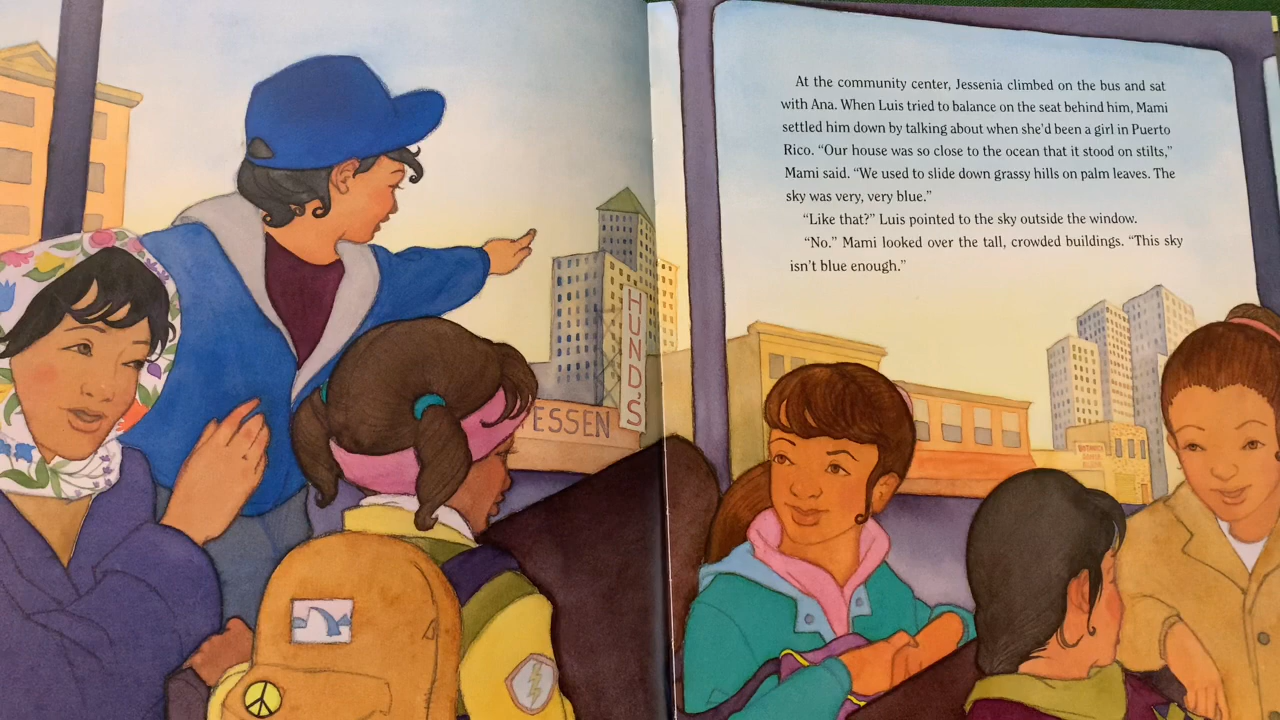 At the community center, Jessenia climbed on the bus and sat
with Ana. When Luis tried to balance on the seat behind him, Mami
settled him down by talking about when she'd been a girl in Puerto
Rico. “Our house was so close to the ocean that it stood on stilts,”
Mami said. “We used to slide down grassy hills on palm leaves. The
sky was very, very blue.”
“Like that?” Luis pointed to the sky outside the window.
“No.” Mami looked over the tall, crowded buildings. “This sky
isn't blue enough.”
HUND'S
ESSEN